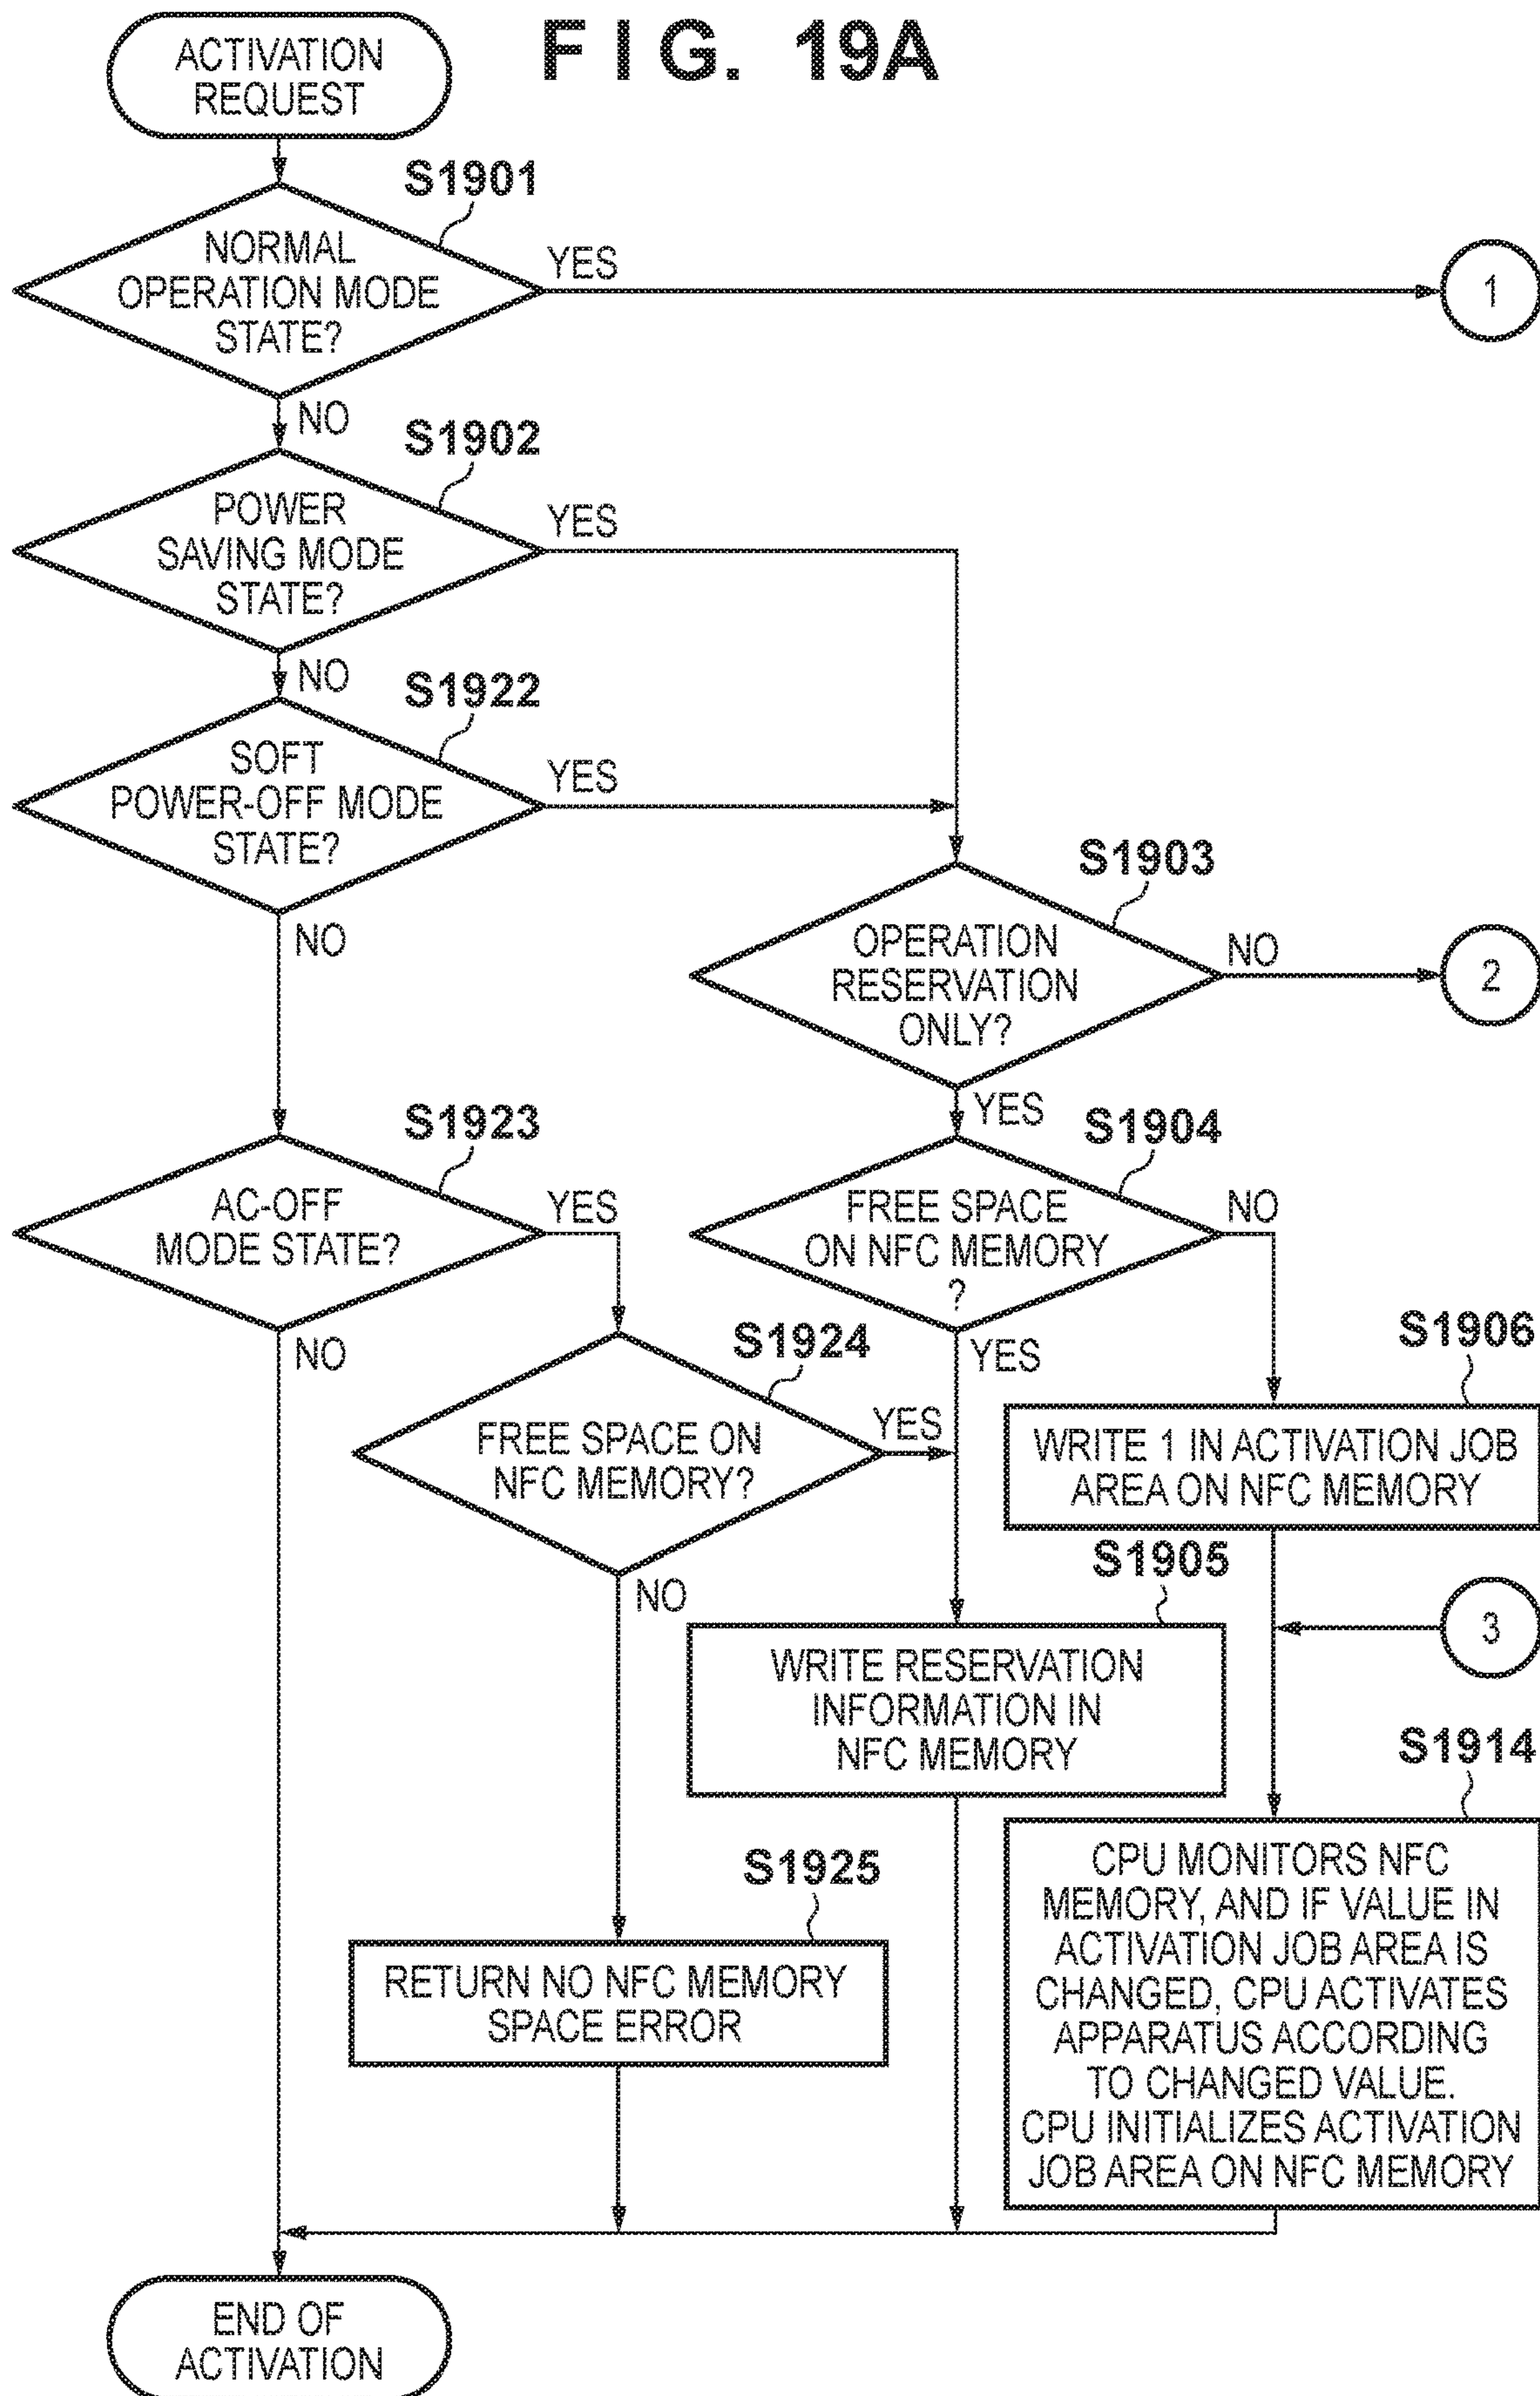 FIG. 19A
ACTIVATION
REQUEST
S1901
NORMAL
OPERATION MODE
STATE?
YES
1
NO
S1902
POWER
SAVING MODE
STATE?
YES
NO
S1922
SOFT
POWER-OFF MODE
STATE?
YES
NO
S1903
OPERATION
RESERVATION
ONLY?
NO
2
YES
S1923
AC-OFF
MODE STATE?
YES
NO
S1904
FREE SPACE
ON NFC MEMORY
?
NO
YES
S1924
FREE SPACE ON
NFC MEMORY?
YES
NO
S1906
WRITE 1 IN ACTIVATION JOB
AREA ON NFC MEMORY
S1905
WRITE RESERVATION
INFORMATION IN
NFC MEMORY
3
S1914
CPU MONITORS NFC
MEMORY, AND IF VALUE IN
ACTIVATION JOB AREA IS
CHANGED, CPU ACTIVATES
APPARATUS ACCORDING
TO CHANGED VALUE.
CPU INITIALIZES ACTIVATION
JOB AREA ON NFC MEMORY
S1925
RETURN NO NFC MEMORY
SPACE ERROR
END OF
ACTIVATION